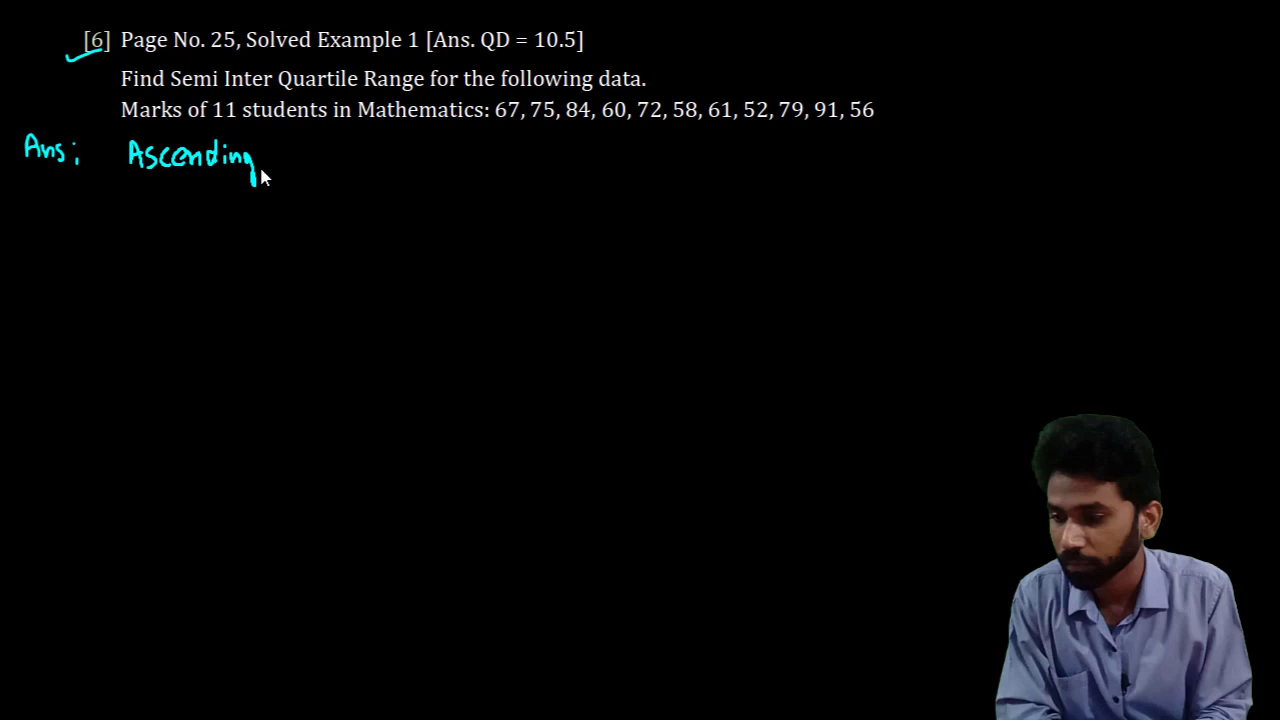 [6] Page No. 25, Solved Example 1 [Ans. QD = 10.5]
Find Semi Inter Quartile Range for the following data.
Marks of 11 students in Mathematics: 67, 75, 84, 60, 72, 58, 61, 52, 79, 91, 56
Ans: Ascending